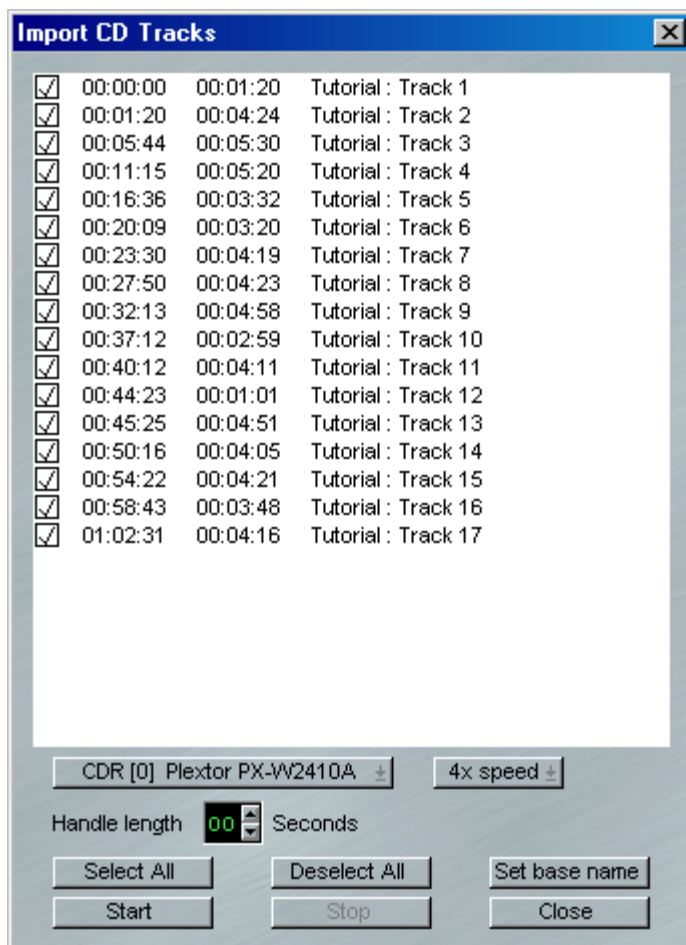 Import CD Tracks
00:00:00 00:01:20 Tutorial : Track 1
00:01:20 00:04:24 Tutorial : Track 2
00:05:44 00:05:30 Tutorial : Track 3
00:11:15 00:05:20 Tutorial : Track 4
00:16:36 00:03:32 Tutorial : Track 5
00:20:09 00:03:20 Tutorial : Track 6
00:23:30 00:04:19 Tutorial : Track 7
00:27:50 00:04:23 Tutorial : Track 8
00:32:13 00:04:58 Tutorial : Track 9
00:37:12 00:02:59 Tutorial : Track 10
00:40:12 00:04:11 Tutorial : Track 11
00:44:23 00:01:01 Tutorial : Track 12
00:45:25 00:04:51 Tutorial : Track 13
00:50:16 00:04:05 Tutorial : Track 14
00:54:22 00:04:21 Tutorial : Track 15
00:58:43 00:03:48 Tutorial : Track 16
01:02:31 00:04:16 Tutorial : Track 17
CDR [0] Plextor PX-W2410A 4x speed
Handle length 00 Seconds
Select All Deselect All Set base name
Start Stop Close